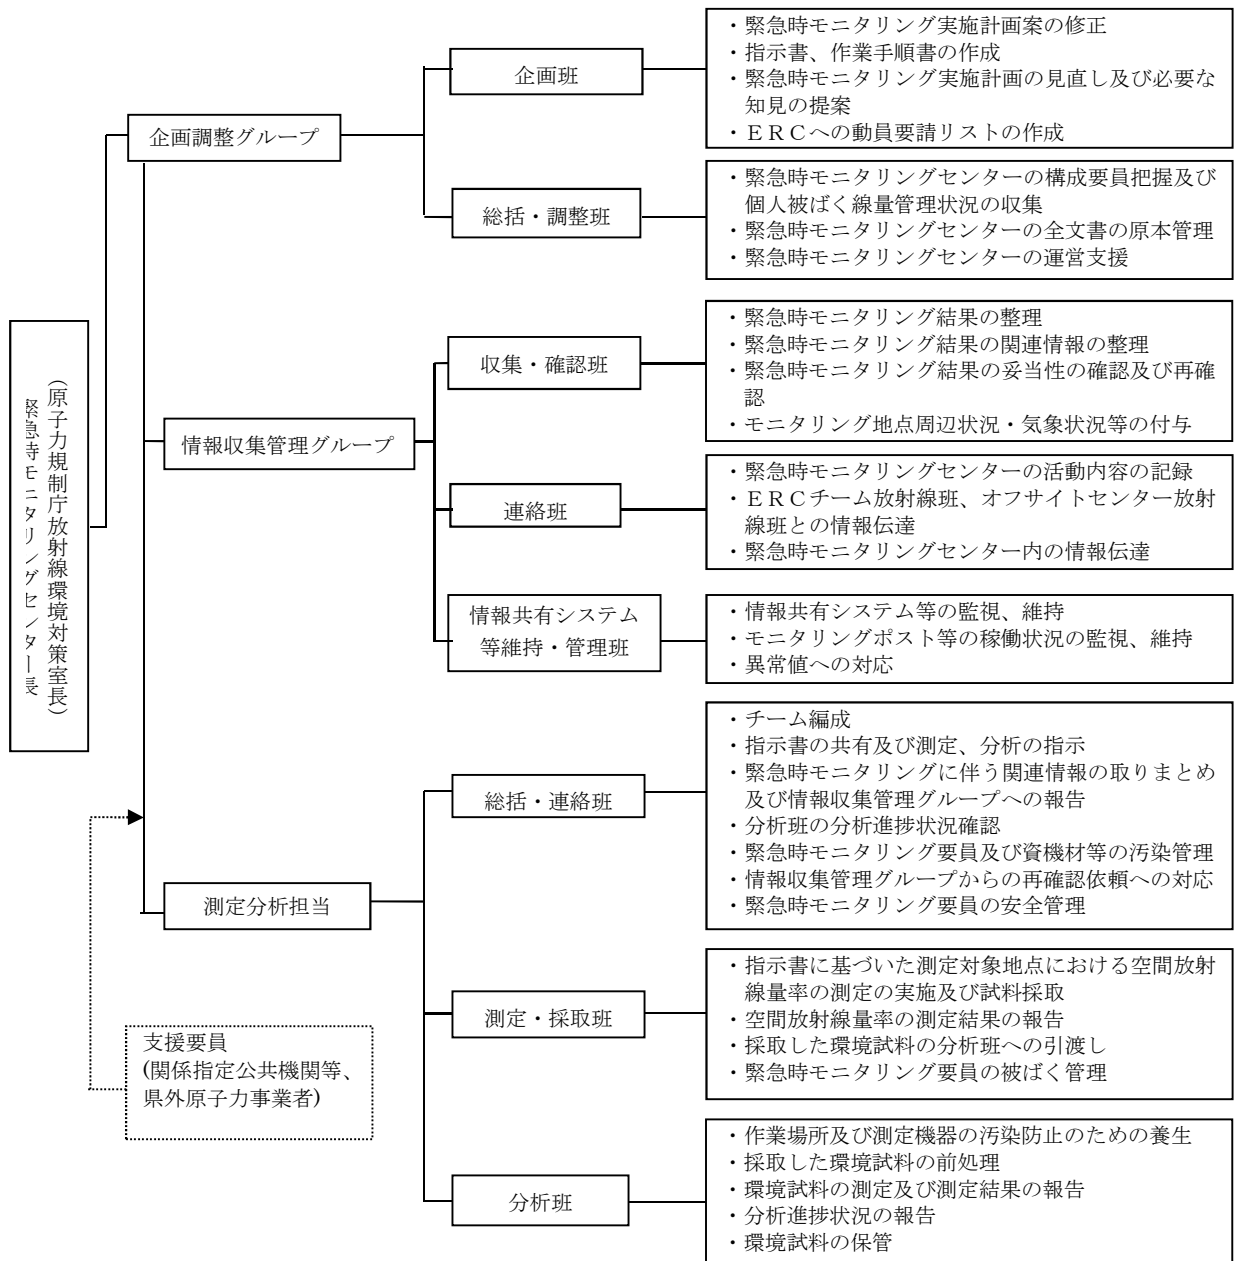 緊急時モニタリングセンター長
(原子力規制庁放射線環境対策室長)
企画調整グループ
企画班
・緊急時モニタリング実施計画案の修正
・指示書、作業手順書の作成
・緊急時モニタリング実施計画の見直し及び必要な
知見の提案
・ERCへの動員要請リストの作成
総括・調整班
・緊急時モニタリングセンターの構成要員把握及び
個人被ばく線量管理状況の収集
・緊急時モニタリングセンターの全文書の原本管理
・緊急時モニタリングセンターの運営支援
情報収集管理グループ
収集・確認班
・緊急時モニタリング結果の整理
・緊急時モニタリング結果の関連情報の整理
・緊急時モニタリング結果の妥当性の確認及び再確
認
・モニタリング地点周辺状況・気象状況等の付与
連絡班
・緊急時モニタリングセンターの活動内容の記録
・ERCチーム放射線班、オフサイトセンター放射
線班との情報伝達
・緊急時モニタリングセンター内の情報伝達
情報共有システム
等維持・管理班
・情報共有システム等の監視、維持
・モニタリングポスト等の稼働状況の監視、維持
・異常値への対応
測定分析担当
総括・連絡班
・チーム編成
・指示書の共有及び測定、分析の指示
・緊急時モニタリングに伴う関連情報の取りまとめ
及び情報収集管理グループへの報告
・分析班の分析進捗状況確認
・緊急時モニタリング要員及び資機材等の汚染管理
・情報収集管理グループからの再確認依頼への対応
・緊急時モニタリング要員の安全管理
測定・採取班
・指示書に基づいた測定対象地点における空間放射
線量率の測定の実施及び試料採取
・空間放射線量率の測定結果の報告
・採取した環境試料の分析班への引渡し
・緊急時モニタリング要員の被ばく管理
分析班
・作業場所及び測定機器の汚染防止のための養生
・採取した環境試料の前処理
・環境試料の測定及び測定結果の報告
・分析進捗状況の報告
・環境試料の保管
支援要員
(関係指定公共機関等、
県外原子力事業者)